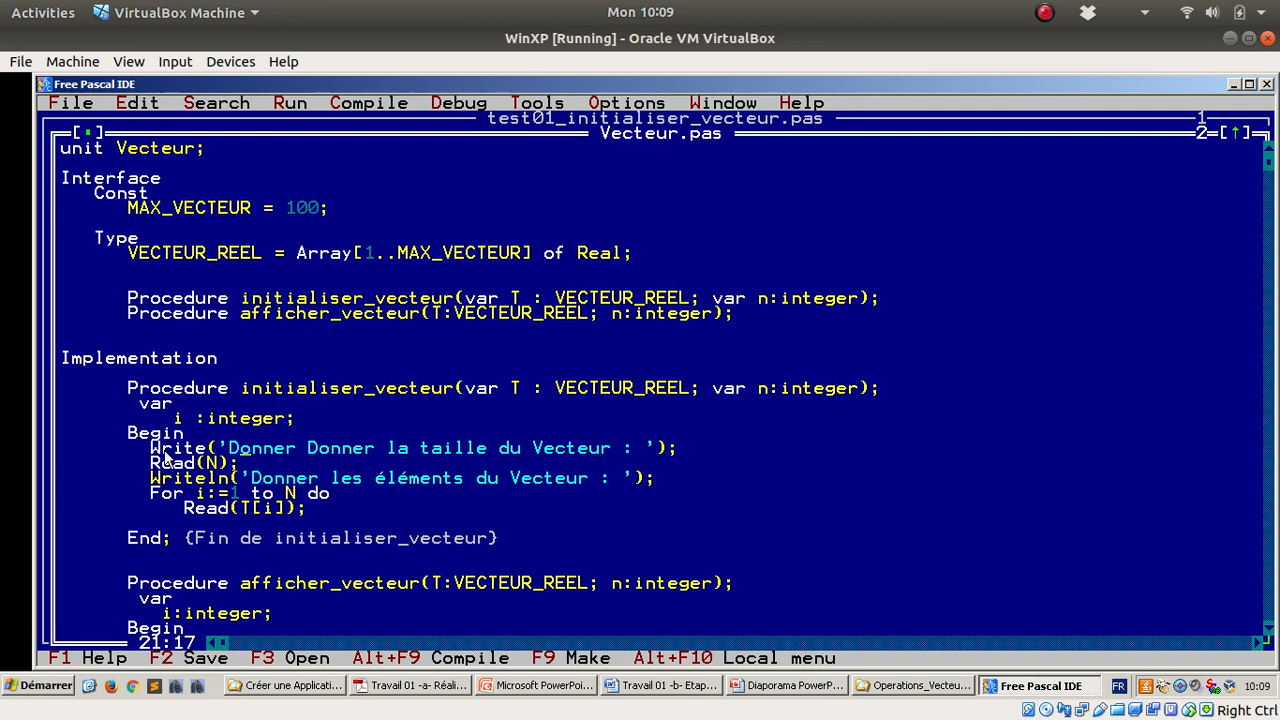 Activities VirtualBox Machine Mon 10:09
WinXP [Running] - Oracle VM VirtualBox
File Machine View Input Devices Help
Free Pascal IDE
File Edit Search Run Compile Debug Tools Options Window Help
test01_initialiser_vecteur.pas 1
Vecteur.pas 2
unit Vecteur;
Interface
Const
MAX_VECTEUR = 100;
Type
VECTEUR_REEL = Array[1..MAX_VECTEUR] of Real;
Procedure initialiser_vecteur(var T : VECTEUR_REEL; var n:integer);
Procedure afficher_vecteur(T:VECTEUR_REEL; n:integer);
Implementation
Procedure initialiser_vecteur(var T : VECTEUR_REEL; var n:integer);
var
i :integer;
Begin
Write('Donner Donner la taille du Vecteur : ');
Read(N);
Writeln('Donner les éléments du Vecteur : ');
For i:=1 to N do
Read(T[i]);
End; {Fin de initialiser_vecteur}
Procedure afficher_vecteur(T:VECTEUR_REEL; n:integer);
var
i:integer;
Begin
21:17
F1 Help F2 Save F3 Open Alt+F9 Compile F9 Make Alt+F10 Local menu
Démarrer Créer une Applicati... Travail 01 -a- Réali... Microsoft PowerPoi... Travail 01 -b- Etap... Diaporama PowerP... Operations_Vecteu... Free Pascal IDE FR 10:09
Right Ctrl